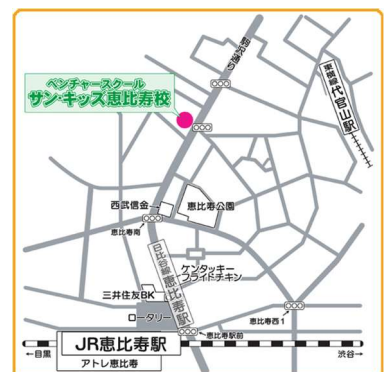 駒沢通り
ベンチャースクール
サン・キッズ恵比寿校
東横線
代官山駅
西武信金
恵比寿公園
恵比寿南
日比谷線
恵比寿駅
ケンタッキー
フライドチキン
三井住友BK
ロータリー
恵比寿西1
恵比寿駅前
JR恵比寿駅
アトレ恵比寿
←目黒
渋谷→